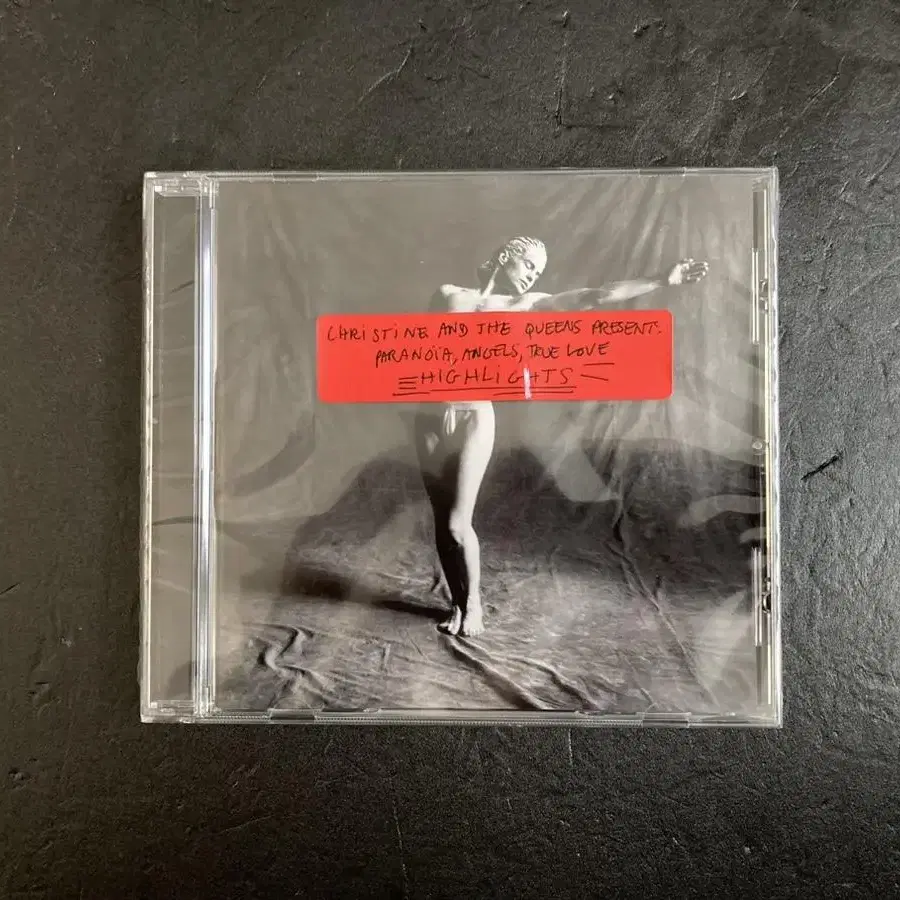 CHRISTINE AND THE QUEENS PRESENT:
PARANOÏA, ANGELS, TRUE LOVE
HIGHLIGHTS